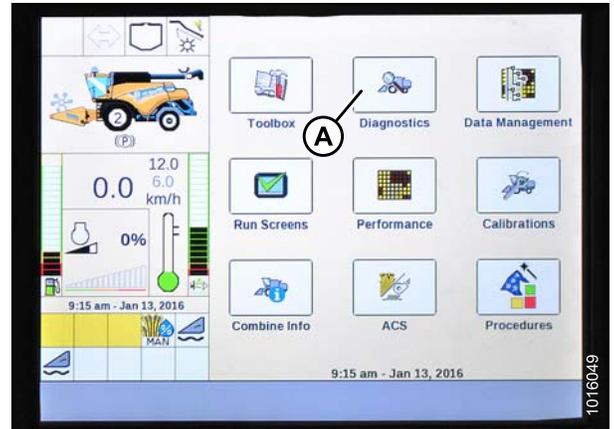 2
(P)
12.0
0.0
6.0
km/h
0%
9:15 am - Jan 13, 2016
MAN
%
Toolbox
Diagnostics
Data Management
A
Run Screens
Performance
Calibrations
Combine Info
ACS
Procedures
9:15 am - Jan 13, 2016
1016049